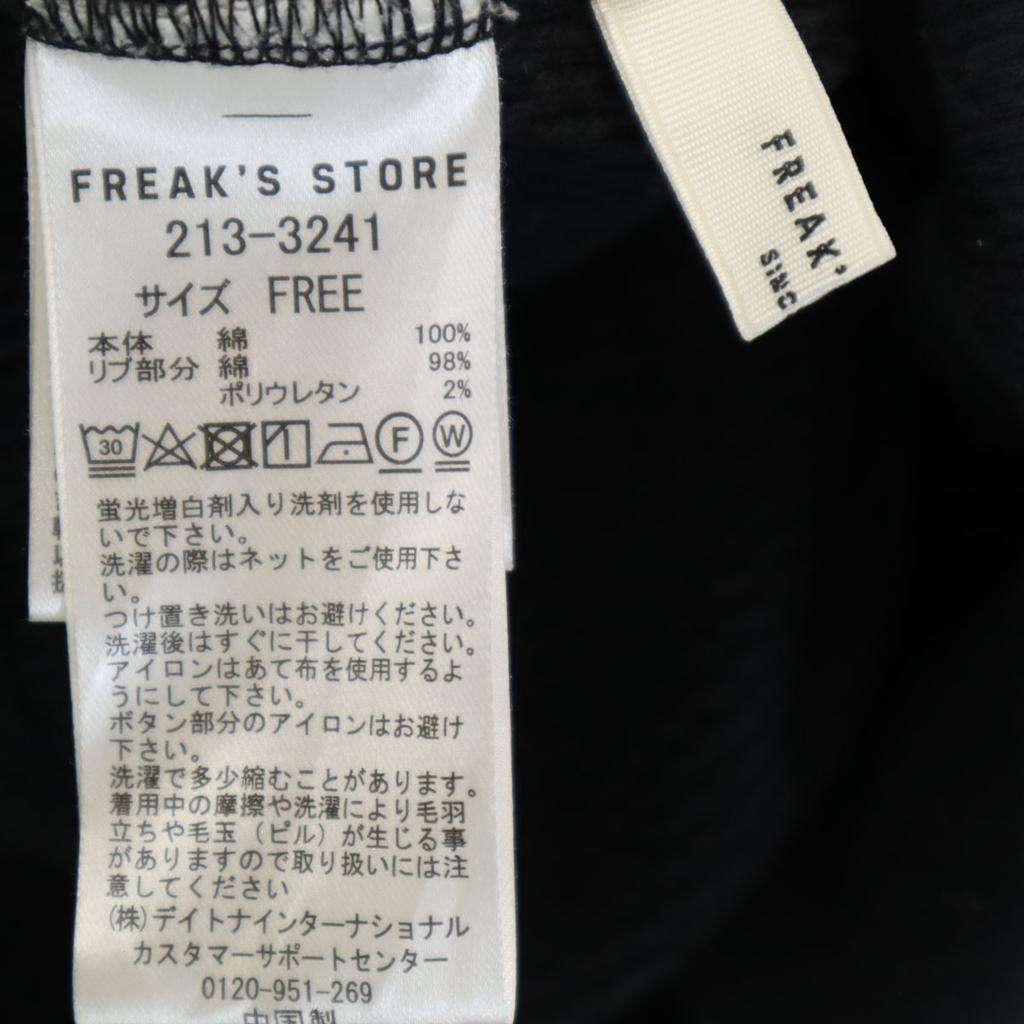 FREAK'S STORE
213-3241
サイズ FREE
本体 綿 100%
リブ部分 綿 98%
ポリウレタン 2%
30 F W
蛍光増白剤入り洗剤を使用しな
いで下さい。
洗濯の際はネットをご使用下さ
い。
つけ置き洗いはお避けください。
洗濯後はすぐに干してください。
アイロンはあて布を使用するよ
うにして下さい。
ボタン部分のアイロンはお避け
下さい。
洗濯で多少縮むことがあります。
着用中の摩擦や洗濯により毛羽
立ちや毛玉（ピル）が生じる事
がありますので取り扱いには注
意してください
(株)デイトナインターナショナル
カスタマーサポートセンター
0120-951-269
中国製
FREAK'
SINC